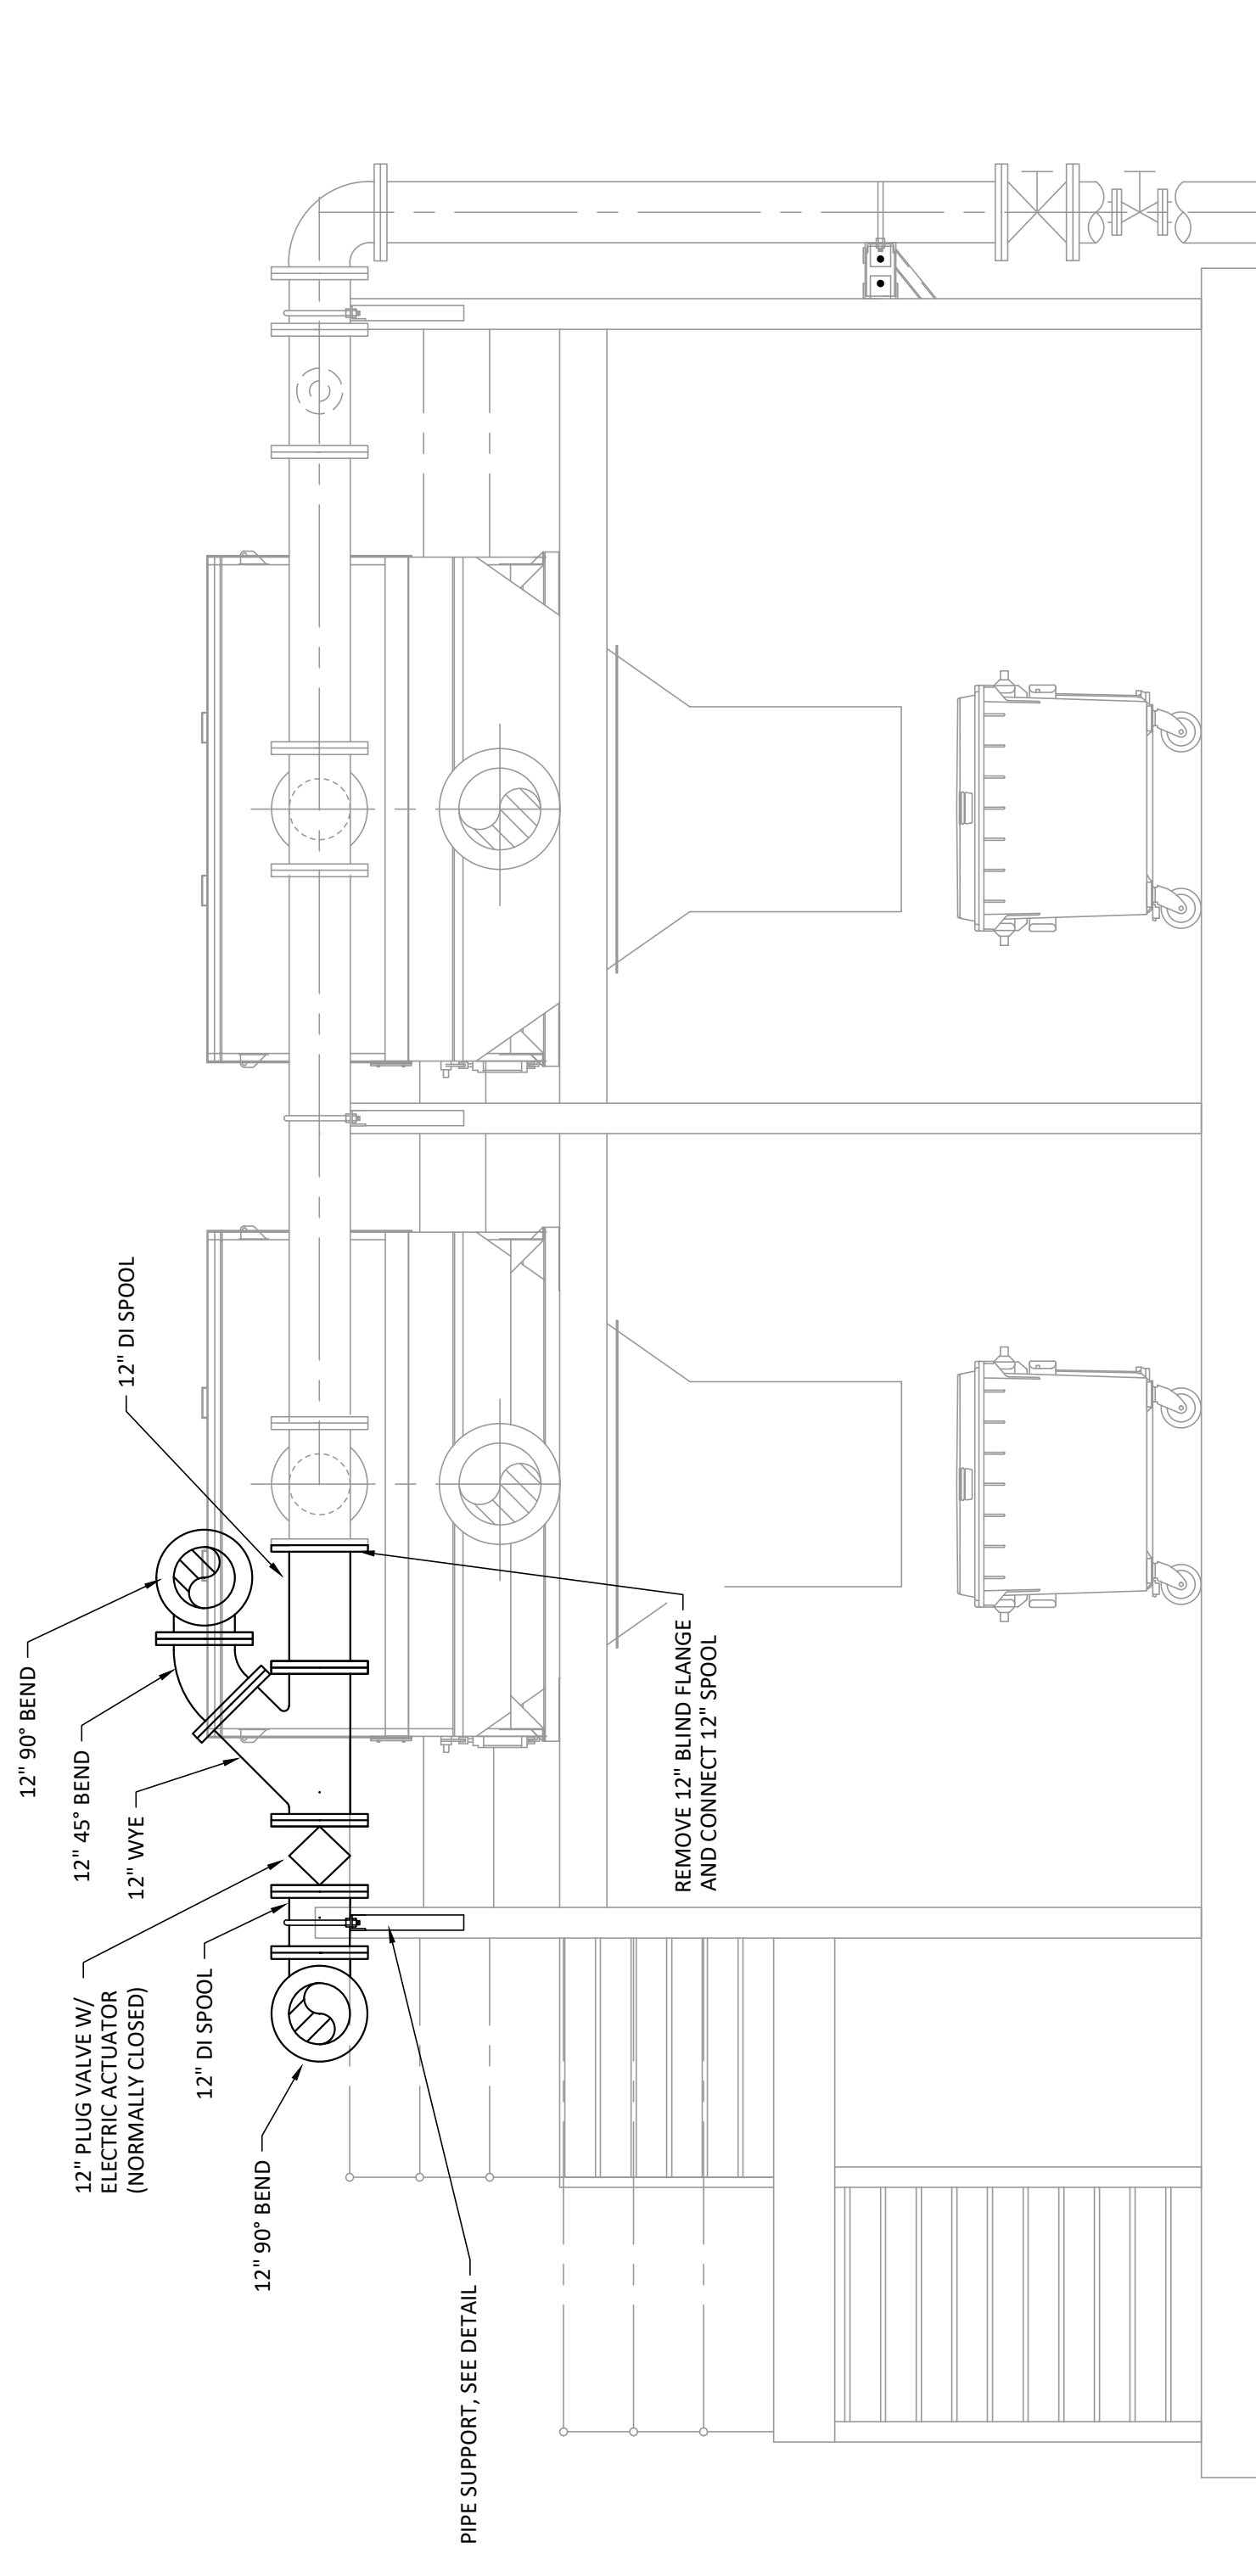 12" 90° BEND
12" 45° BEND
12" WYE
12" DI SPOOL
12" PLUG VALVE W/
ELECTRIC ACTUATOR
(NORMALLY CLOSED)
12" DI SPOOL
12" 90° BEND
PIPE SUPPORT, SEE DETAIL
REMOVE 12" BLIND FLANGE
AND CONNECT 12" SPOOL